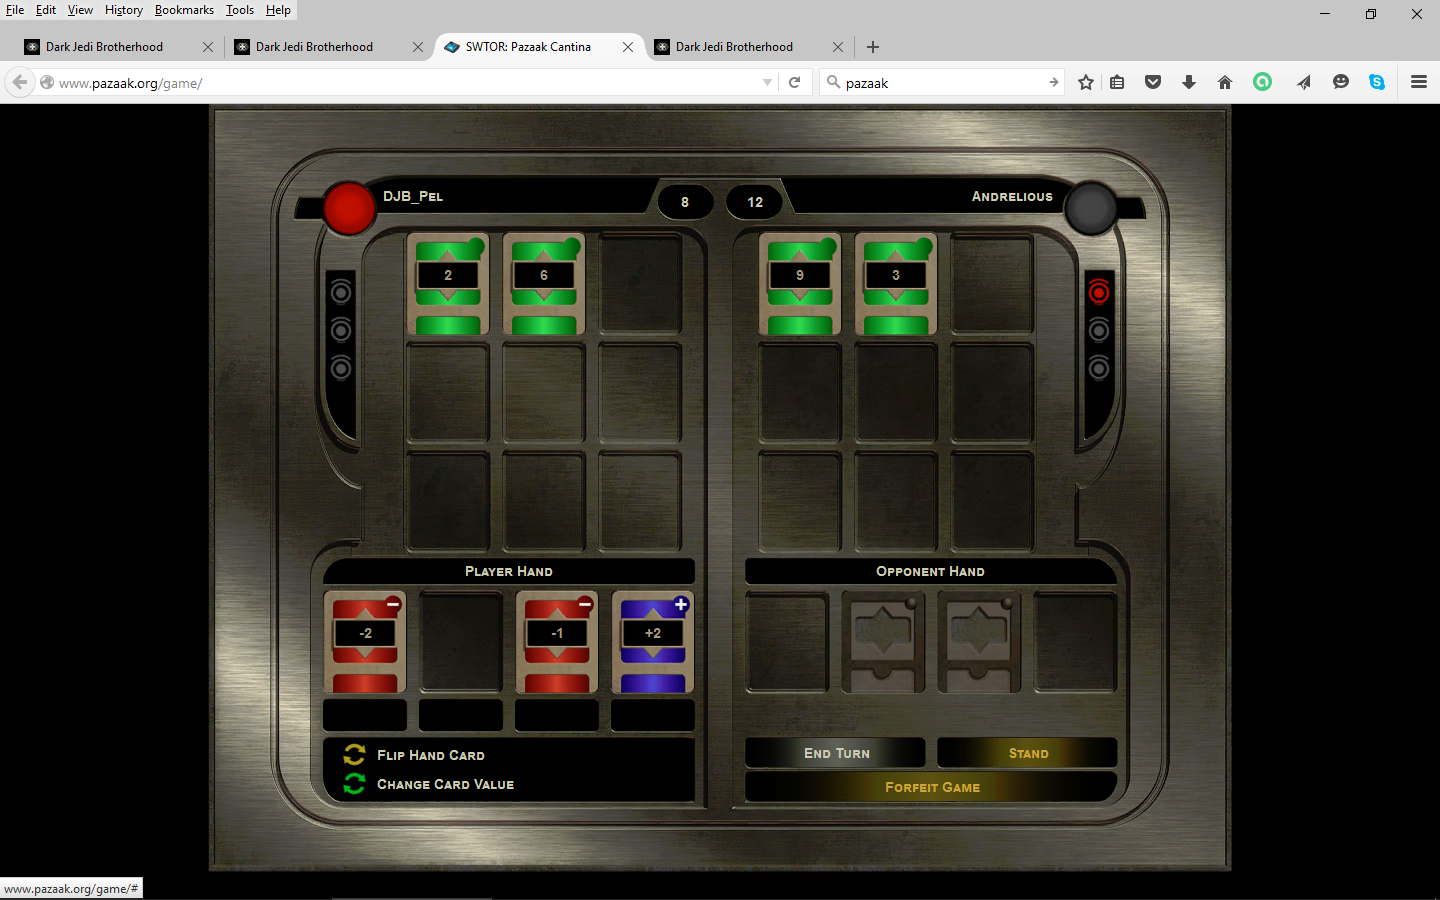 File Edit View History Bookmarks Tools Help
Dark Jedi Brotherhood Dark Jedi Brotherhood SWTOR: Pazaak Cantina Dark Jedi Brotherhood
www.pazaak.org/game/ pazaak
DJB_Pel 8 12 Andrelious
2 6 9 3
Player Hand Opponent Hand
-2 -1 +2
Flip Hand Card End Turn Stand
Change Card Value Forfeit Game
www.pazaak.org/game/#